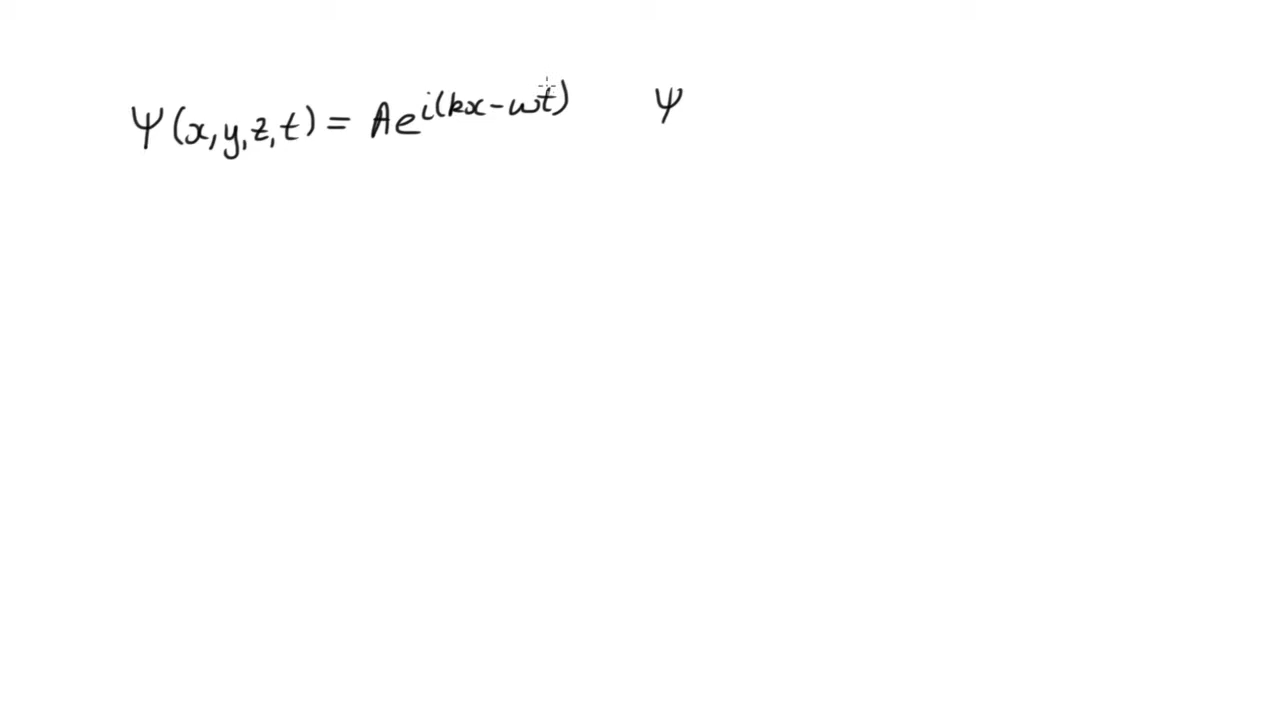 Ψ(x,y,z,t) = Ae^{i(kx-ωt)} ψ